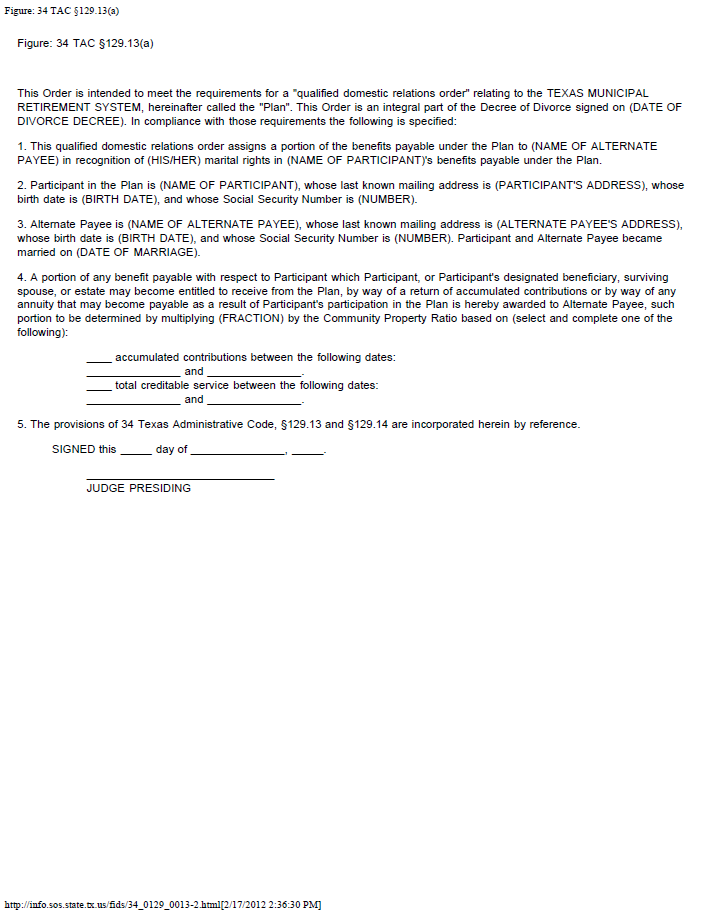 Figure: 34 TAC §129.13(a)
Figure: 34 TAC §129.13(a)
This Order is intended to meet the requirements for a "qualified domestic relations order" relating to the TEXAS MUNICIPAL
RETIREMENT SYSTEM, hereinafter called the "Plan". This Order is an integral part of the Decree of Divorce signed on (DATE OF
DIVORCE DECREE). In compliance with those requirements the following is specified:
1. This qualified domestic relations order assigns a portion of the benefits payable under the Plan to (NAME OF ALTERNATE
PAYEE) in recognition of (HIS/HER) marital rights in (NAME OF PARTICIPANT)'s benefits payable under the Plan.
2. Participant in the Plan is (NAME OF PARTICIPANT), whose last known mailing address is (PARTICIPANT'S ADDRESS), whose
birth date is (BIRTH DATE), and whose Social Security Number is (NUMBER).
3. Alternate Payee is (NAME OF ALTERNATE PAYEE), whose last known mailing address is (ALTERNATE PAYEE'S ADDRESS),
whose birth date is (BIRTH DATE), and whose Social Security Number is (NUMBER). Participant and Alternate Payee became
married on (DATE OF MARRIAGE).
4. A portion of any benefit payable with respect to Participant which Participant, or Participant's designated beneficiary, surviving
spouse, or estate may become entitled to receive from the Plan, by way of a return of accumulated contributions or by way of any
annuity that may become payable as a result of Participant's participation in the Plan is hereby awarded to Alternate Payee, such
portion to be determined by multiplying (FRACTION) by the Community Property Ratio based on (select and complete one of the
following):
____ accumulated contributions between the following dates:
_______________ and _______________.
____ total creditable service between the following dates:
_______________ and _______________.
5. The provisions of 34 Texas Administrative Code, §129.13 and §129.14 are incorporated herein by reference.
SIGNED this _____ day of _______________, _____.
______________________________
JUDGE PRESIDING
http://info.sos.state.tx.us/fids/34_0129_0013-2.html[2/17/2012 2:36:30 PM]